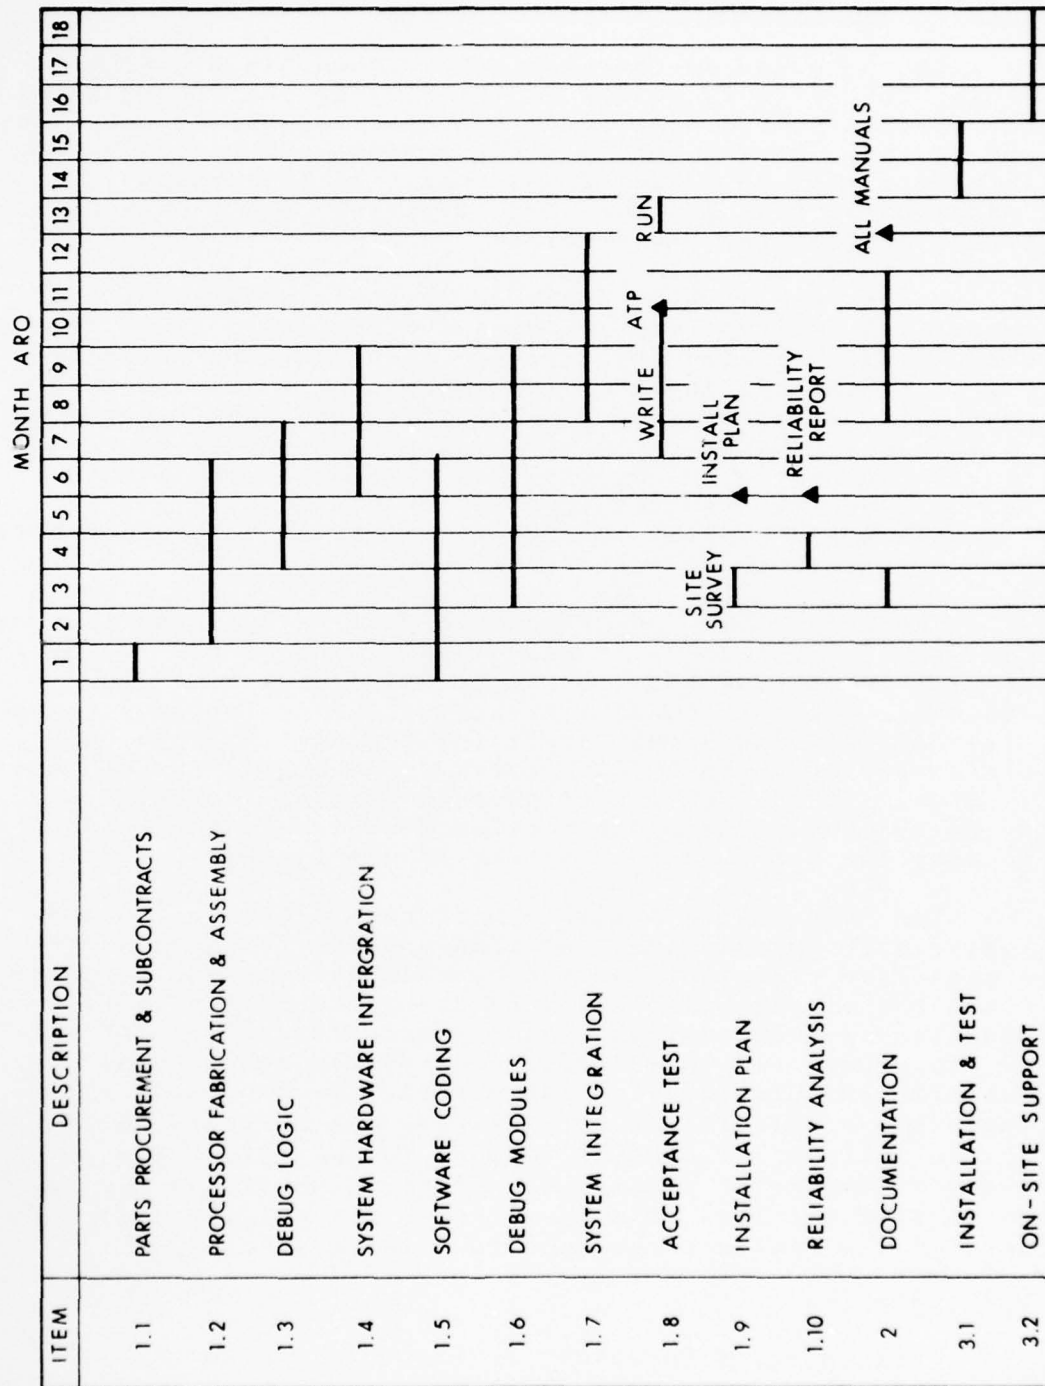 MONTH ARO
ITEM DESCRIPTION 1 2 3 4 5 6 7 8 9 10 11 12 13 14 15 16 17 18
1.1 PARTS PROCUREMENT & SUBCONTRACTS
1.2 PROCESSOR FABRICATION & ASSEMBLY
1.3 DEBUG LOGIC
1.4 SYSTEM HARDWARE INTERGRATION
1.5 SOFTWARE CODING
1.6 DEBUG MODULES
1.7 SYSTEM INTEGRATION
WRITE ATP RUN
1.8 ACCEPTANCE TEST
SITE SURVEY
INSTALL PLAN
1.9 INSTALLATION PLAN
RELIABILITY REPORT
1.10 RELIABILITY ANALYSIS
ALL MANUALS
2 DOCUMENTATION
3.1 INSTALLATION & TEST
3.2 ON-SITE SUPPORT